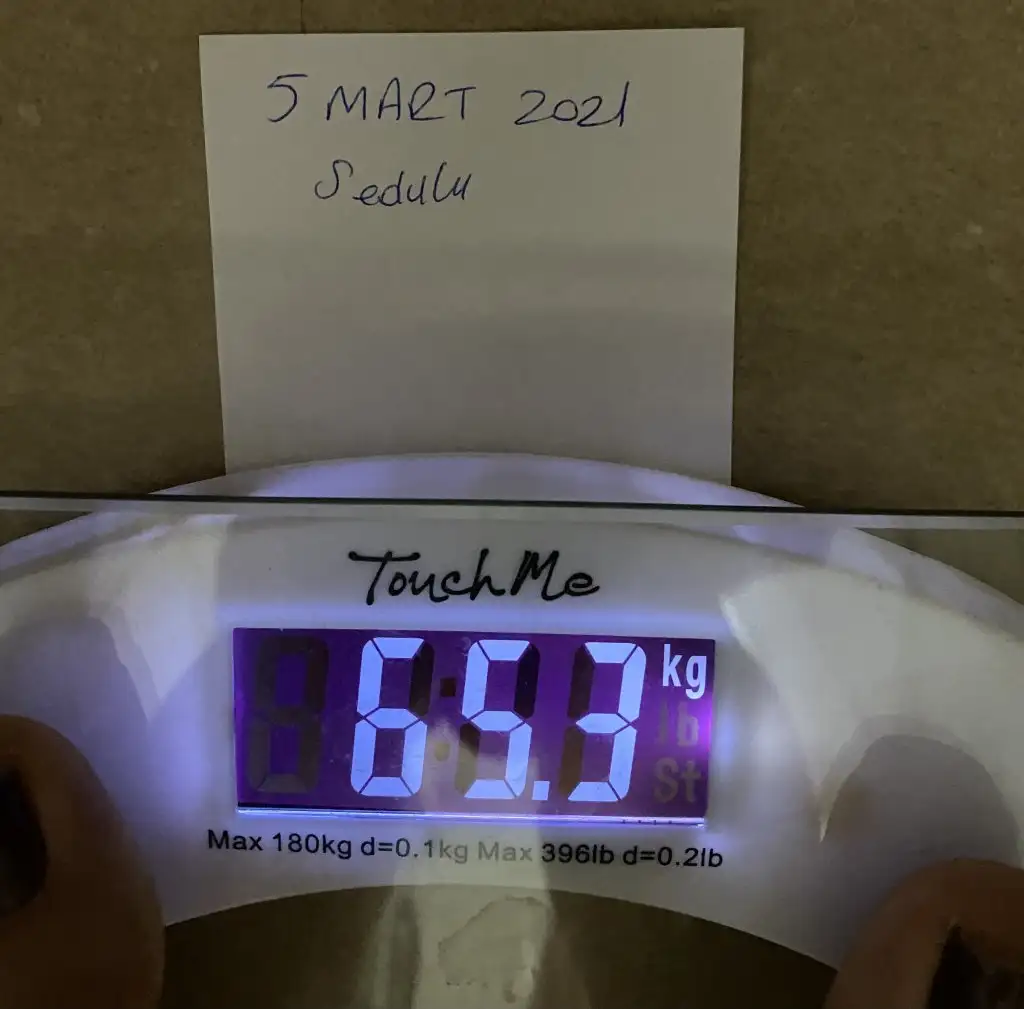 5 MART 2021
Sedulu
TouchMe
65.3 kg
lb
St
Max 180kg d=0.1kg Max 396lb d=0.2lb